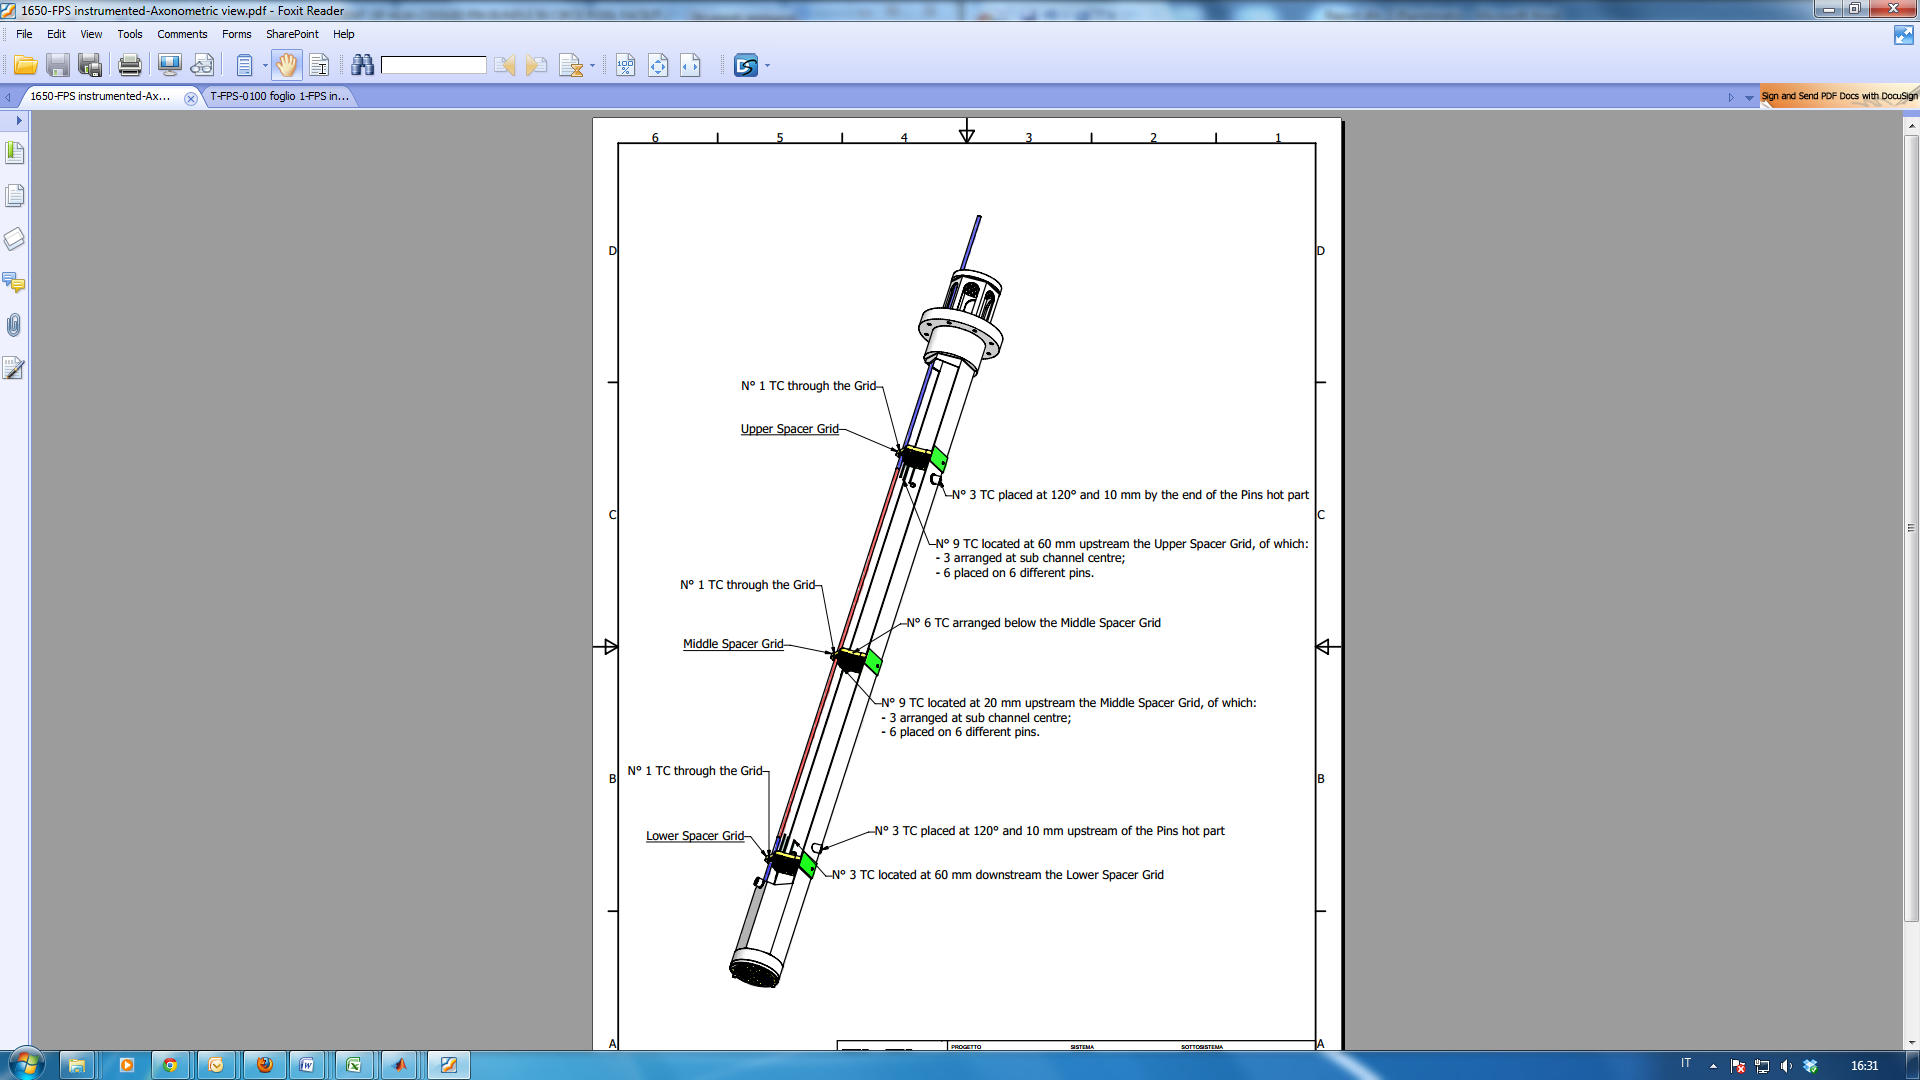 1650-FPS instrumented-Axonometric view.pdf - Foxit Reader
File Edit View Tools Comments Forms SharePoint Help
1650-FPS instrumented-Ax... T-FPS-0100 foglio 1-FPS in...
Sign and Send PDF Docs with DocuSign
6 5 4 3 2 1
D D
N° 1 TC through the Grid
Upper Spacer Grid
N° 3 TC placed at 120° and 10 mm by the end of the Pins hot part
C C
N° 9 TC located at 60 mm upstream the Upper Spacer Grid, of which:
- 3 arranged at sub channel centre;
- 6 placed on 6 different pins.
N° 1 TC through the Grid
N° 6 TC arranged below the Middle Spacer Grid
Middle Spacer Grid
N° 9 TC located at 20 mm upstream the Middle Spacer Grid, of which:
- 3 arranged at sub channel centre;
- 6 placed on 6 different pins.
N° 1 TC through the Grid
B B
N° 3 TC placed at 120° and 10 mm upstream of the Pins hot part
Lower Spacer Grid
N° 3 TC located at 60 mm downstream the Lower Spacer Grid
A A
PROGETTO SISTEMA SOTTOSISTEMA
IT 16:31